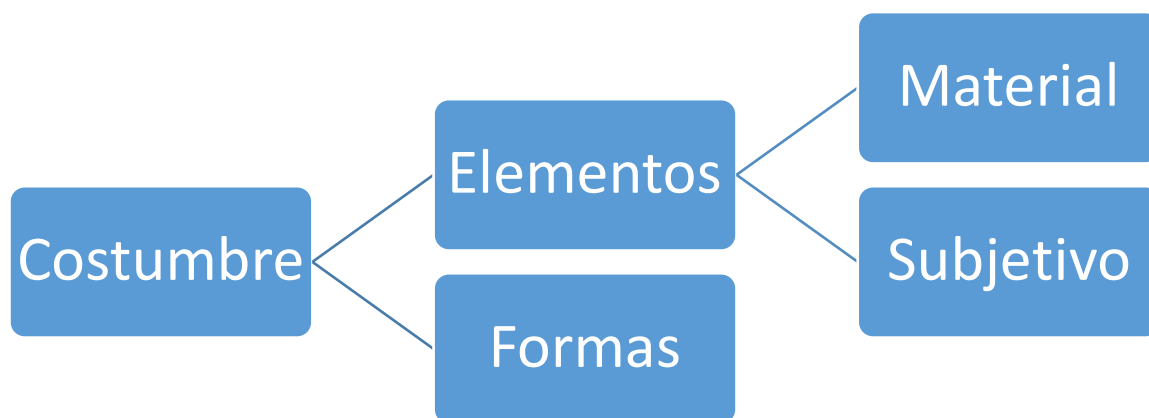 Costumbre
Elementos
Formas
Material
Subjetivo